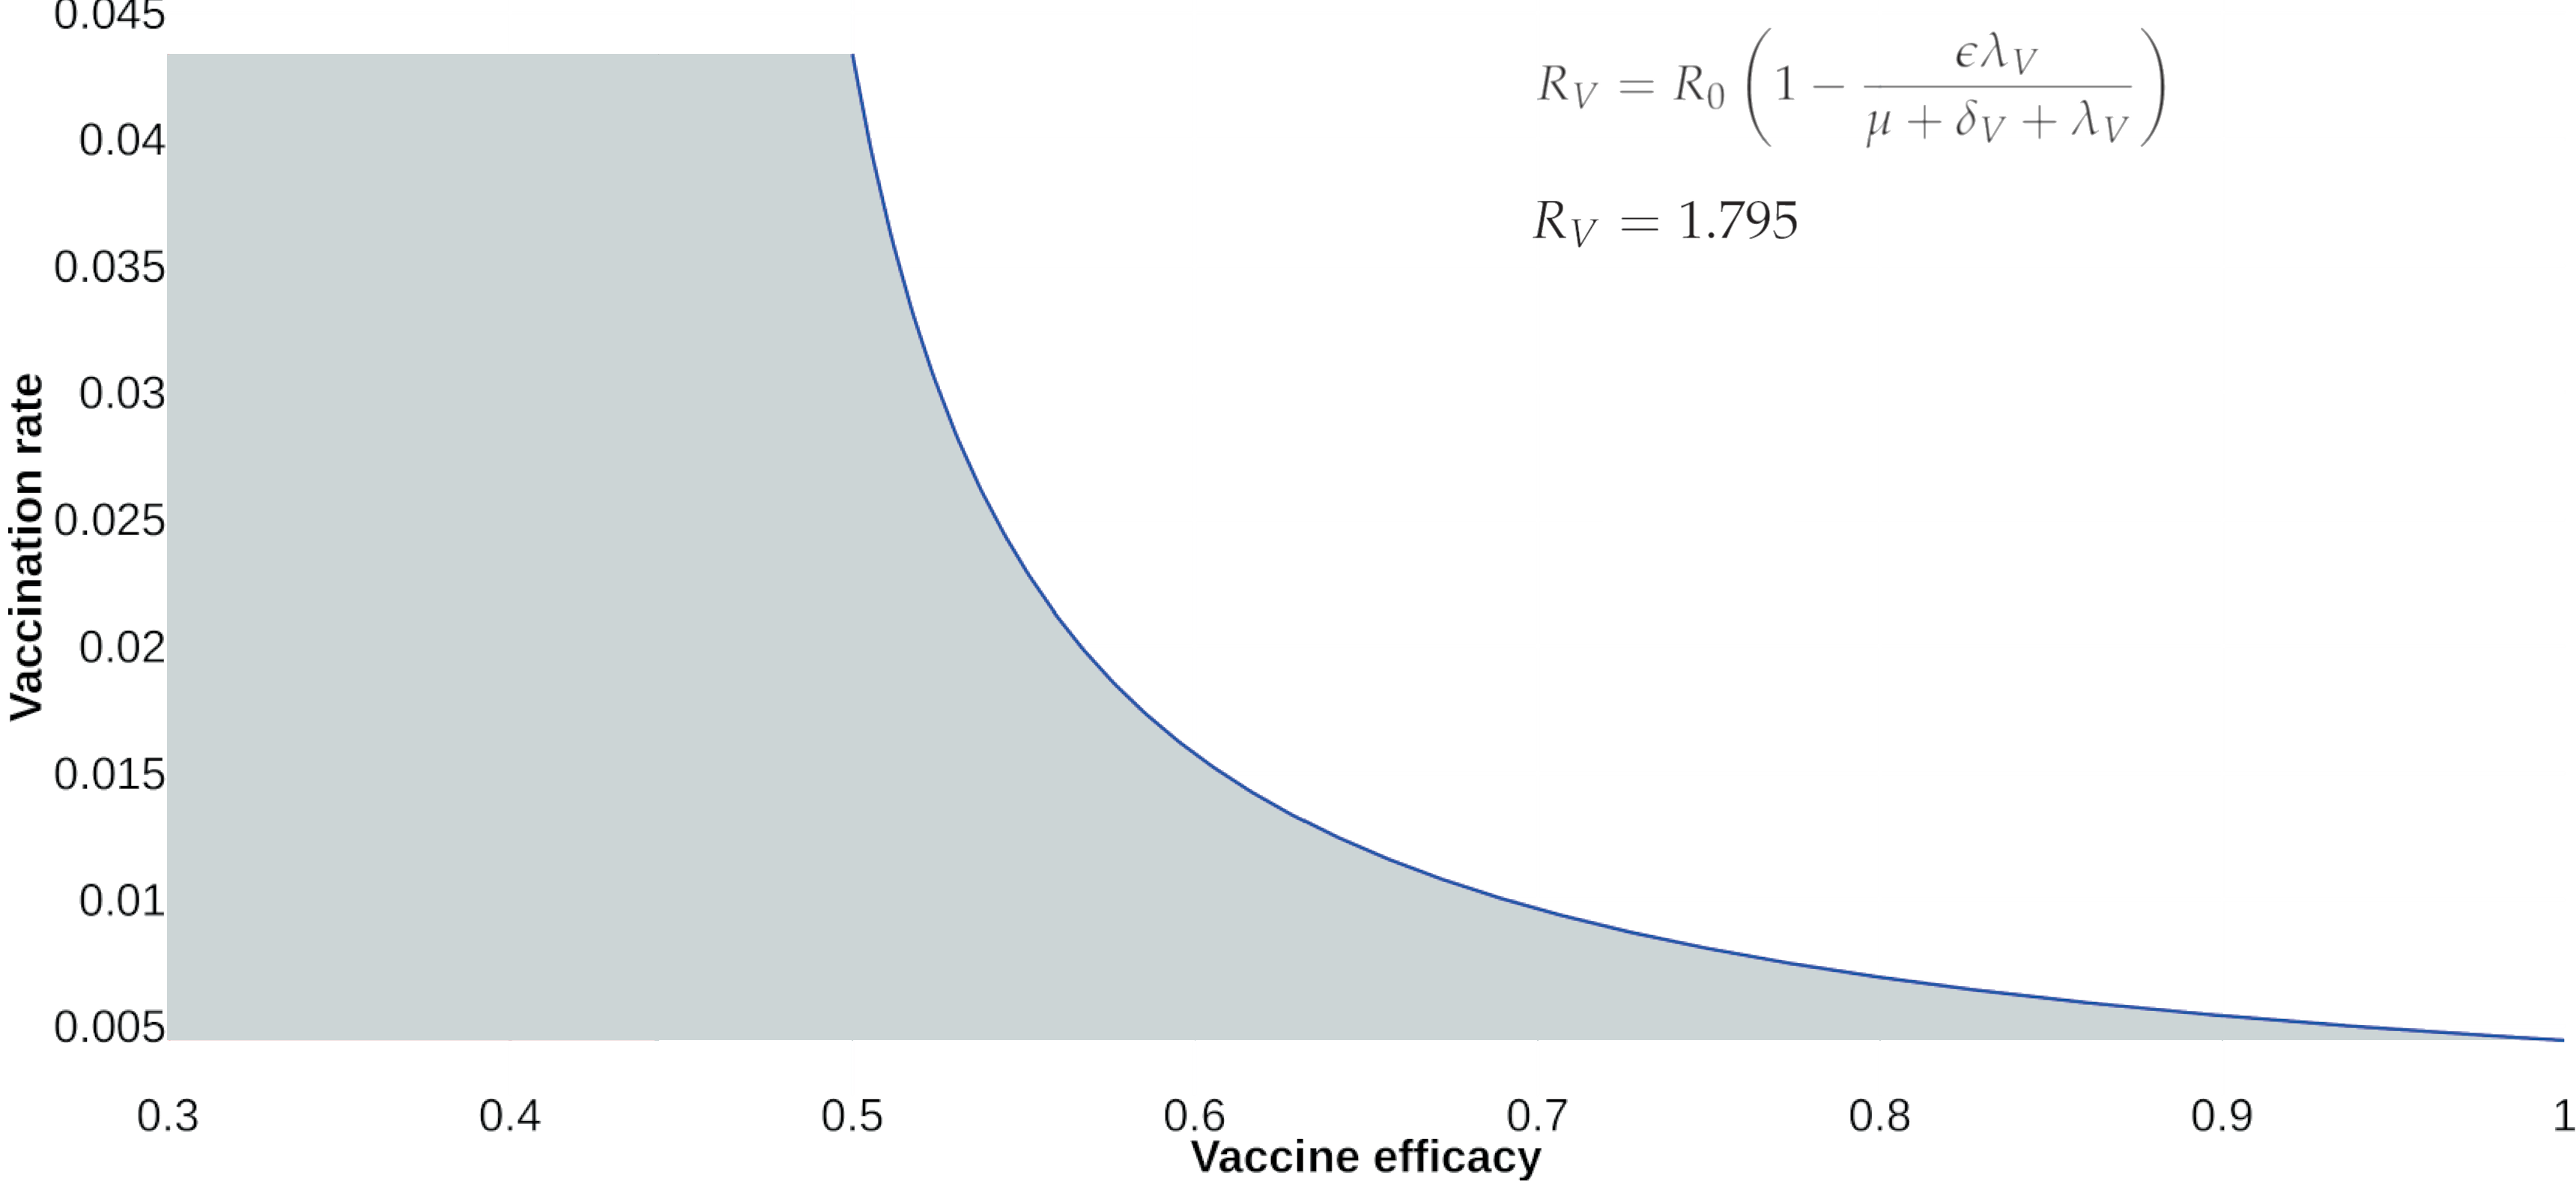 0.045
R_V = R_0 (1 − ϵλ_V / (μ + δ_V + λ_V))
0.04
R_V = 1.795
0.035
0.03
0.025
0.02
0.015
0.01
0.005
Vaccination rate
0.3 0.4 0.5 0.6 0.7 0.8 0.9 1
Vaccine efficacy